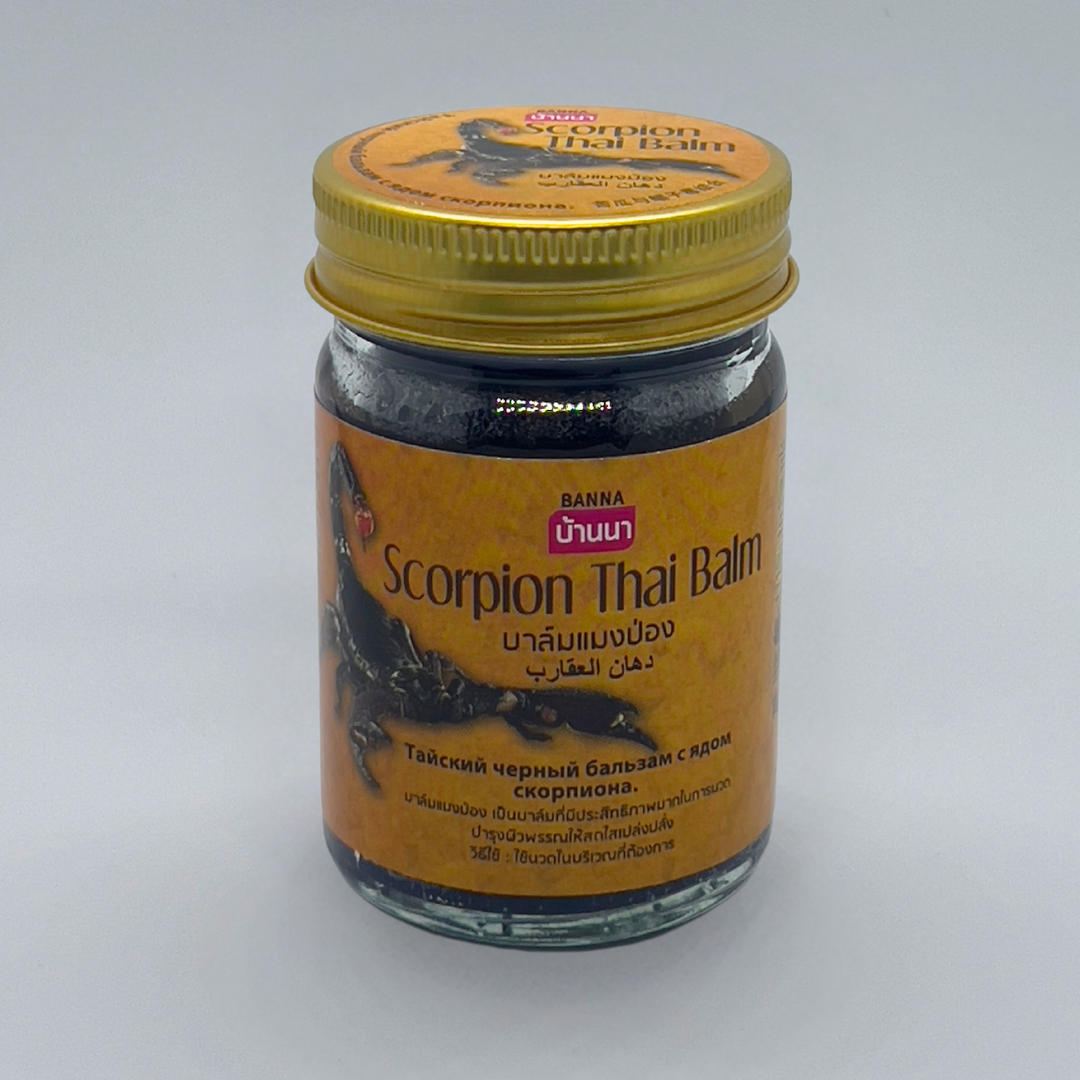 BANNA
บ้านนา
Scorpion
Thai Balm
บาล์มแมงป่อง
دهان العقارب
с ядом скорпиона.
BANNA
บ้านนา
Scorpion Thai Balm
บาล์มแมงป่อง
دهان العقارب
Тайский черный бальзам с ядом
скорпиона.
บาล์มแมงป่อง เป็นบาล์มที่มีประสิทธิภาพมากในการนวด
บำรุงผิวพรรณให้สดใสเปล่งปลั่ง
วิธีใช้ : ใช้นวดในบริเวณที่ต้องการ